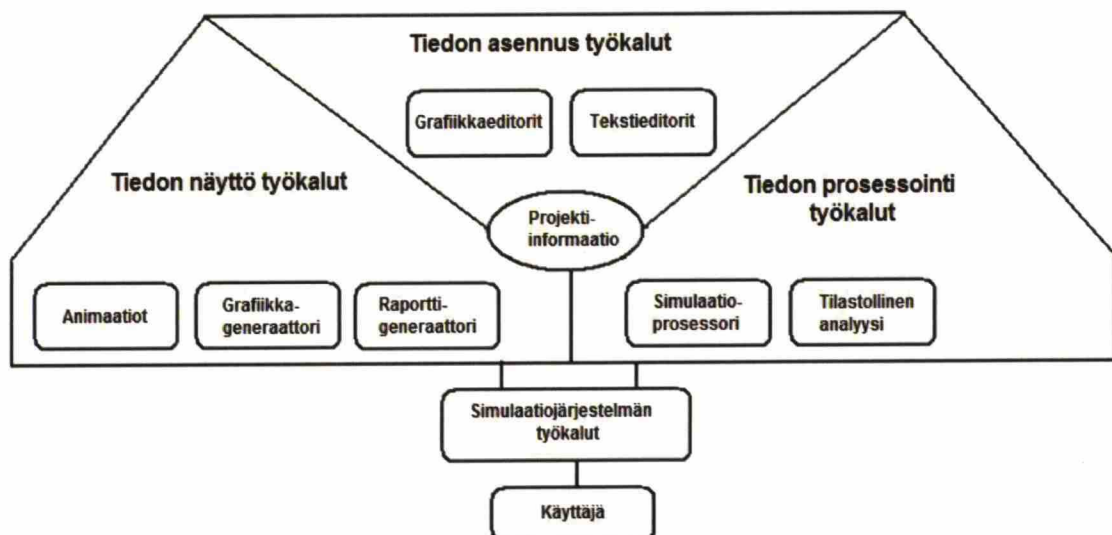 Tiedon asennus työkalut
Grafiikkaeditorit
Tekstieditorit
Tiedon näyttö työkalut
Tiedon prosessointi
työkalut
Projekti-
informaatio
Animaatiot
Grafiikka-
generaattori
Raportti-
generaattori
Simulaatio-
prosessori
Tilastollinen
analyysi
Simulaatiojärjestelmän
työkalut
Käyttäjä